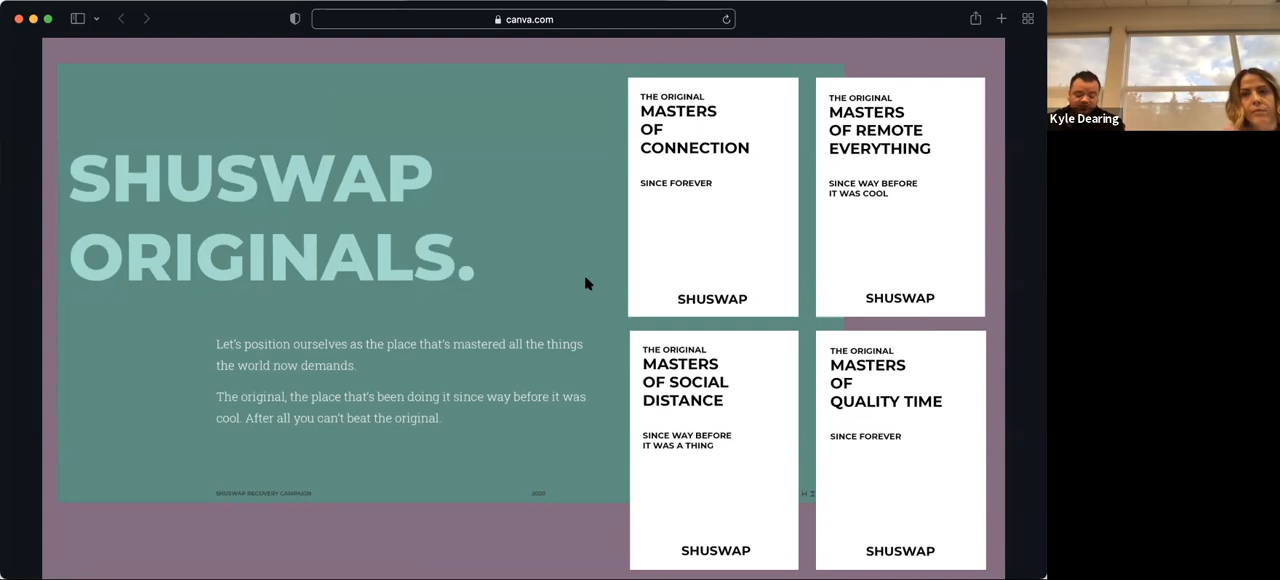 canva.com
SHUSWAP
ORIGINALS.
Let's position ourselves as the place that's mastered all the things
the world now demands.
The original, the place that's been doing it since way before it was
cool. After all you can't beat the original.
SHUSWAP RECOVERY CAMPAIGN
2020
THE ORIGINAL
MASTERS
OF
CONNECTION
SINCE FOREVER
SHUSWAP
THE ORIGINAL
MASTERS
OF REMOTE
EVERYTHING
SINCE WAY BEFORE
IT WAS COOL
SHUSWAP
THE ORIGINAL
MASTERS
OF SOCIAL
DISTANCE
SINCE WAY BEFORE
IT WAS A THING
SHUSWAP
THE ORIGINAL
MASTERS
OF
QUALITY TIME
SINCE FOREVER
SHUSWAP
Kyle Dearing